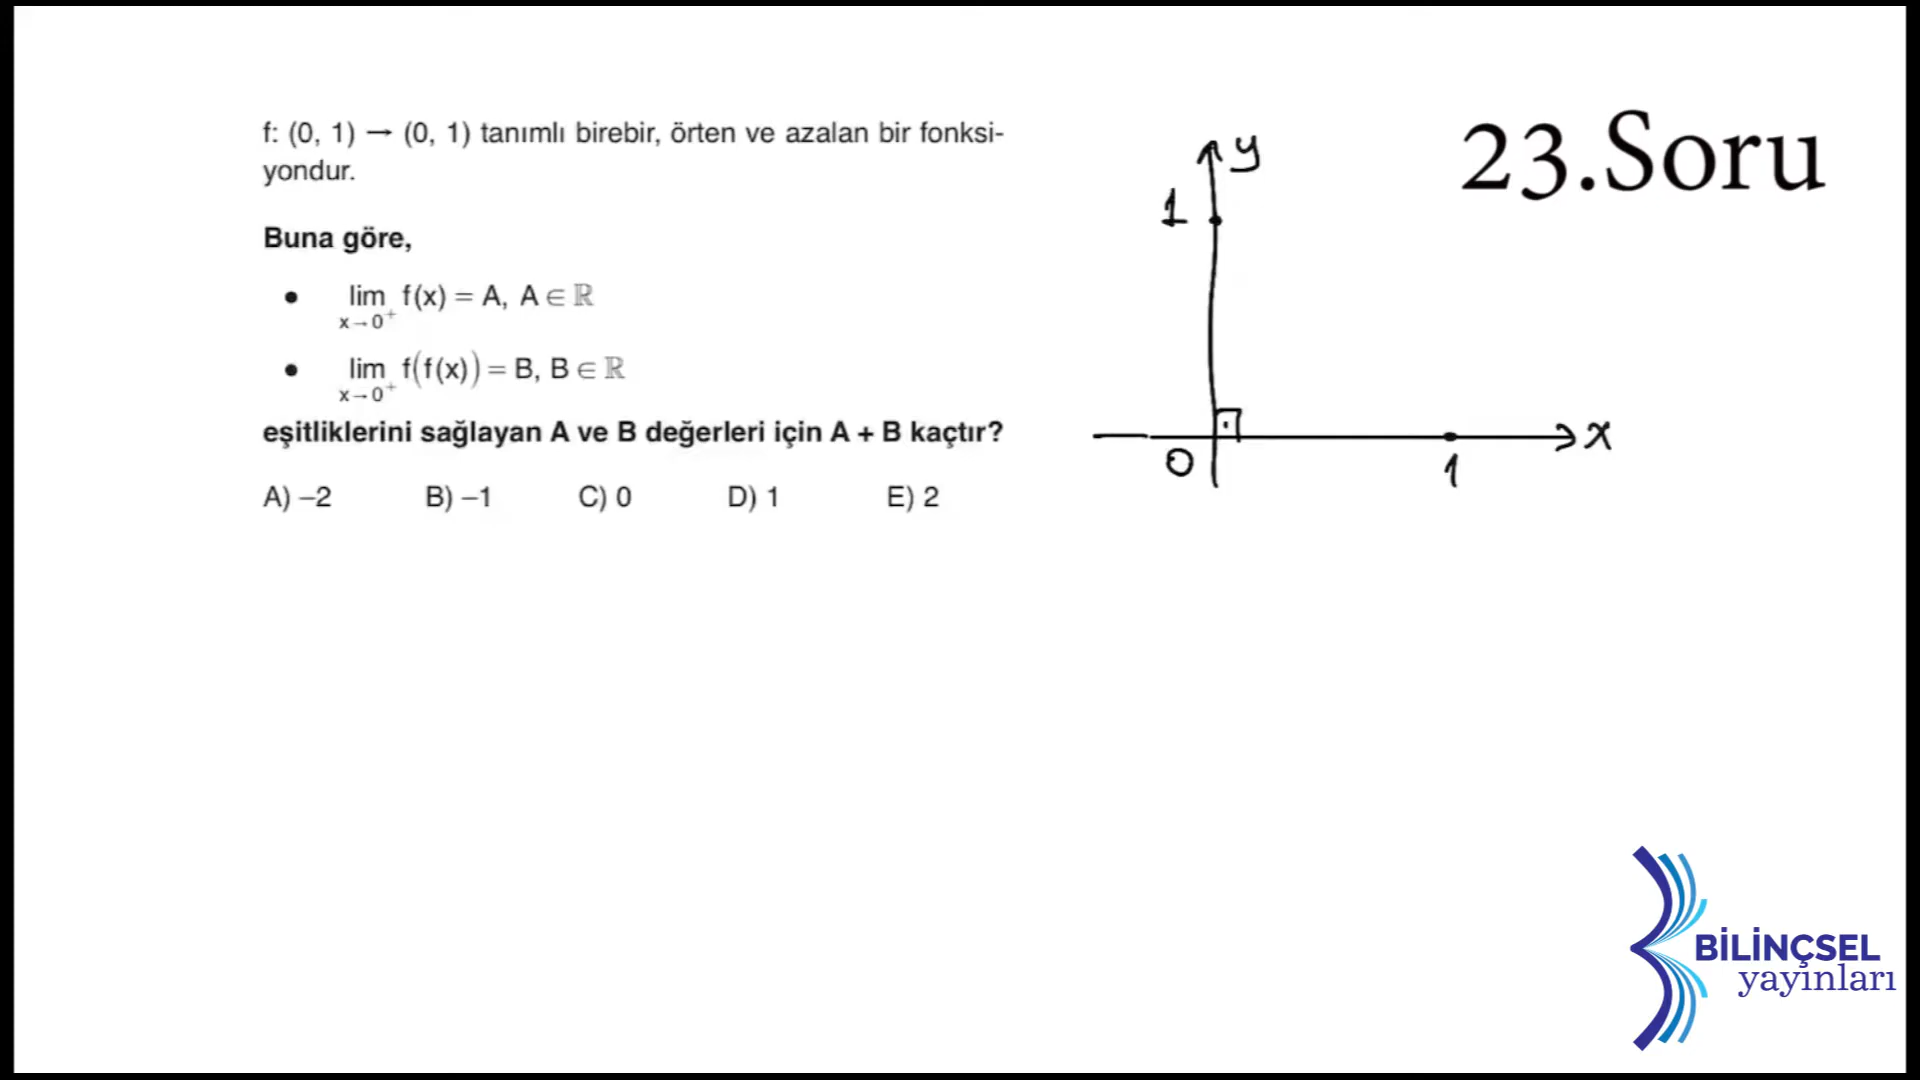 f: (0, 1) → (0, 1) tanımlı birebir, örten ve azalan bir fonksi-
yondur.
Buna göre,
• lim f(x) = A, A ∈ ℝ
x→0⁺
• lim f(f(x)) = B, B ∈ ℝ
x→0⁺
eşitliklerini sağlayan A ve B değerleri için A + B kaçtır?
A) –2 B) –1 C) 0 D) 1 E) 2
y
1
0
1
x
23.Soru
BİLİNÇSEL
yayınları